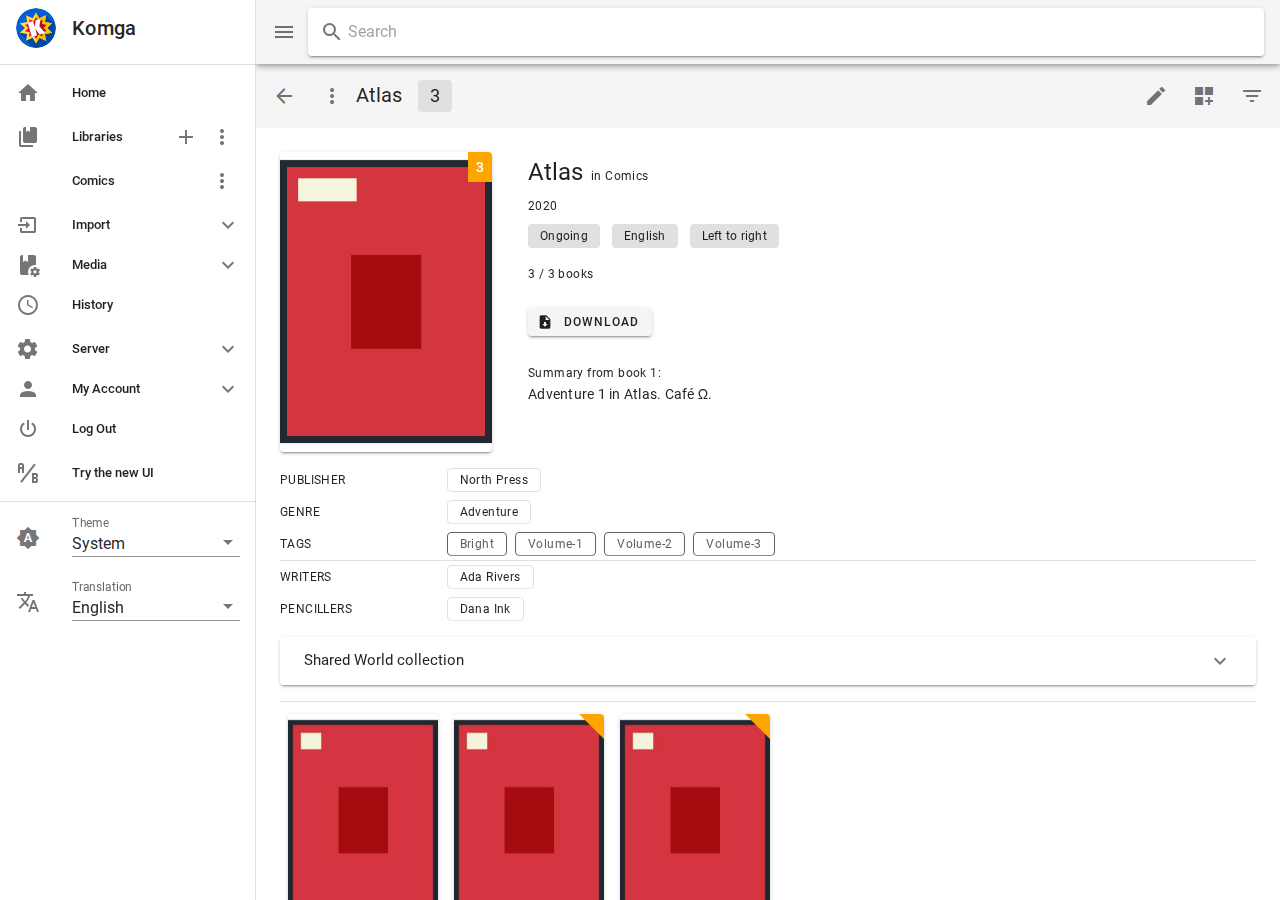 Komga
Search
Home
Libraries
Comics
Import
Media
History
Server
My Account
Log Out
Try the new UI
Theme
System
Translation
English
Atlas 3
3
Atlas in Comics
2020
Ongoing English Left to right
3 / 3 books
DOWNLOAD
Summary from book 1:
Adventure 1 in Atlas. Café Ω.
PUBLISHER North Press
GENRE Adventure
TAGS Bright Volume-1 Volume-2 Volume-3
WRITERS Ada Rivers
PENCILLERS Dana Ink
Shared World collection